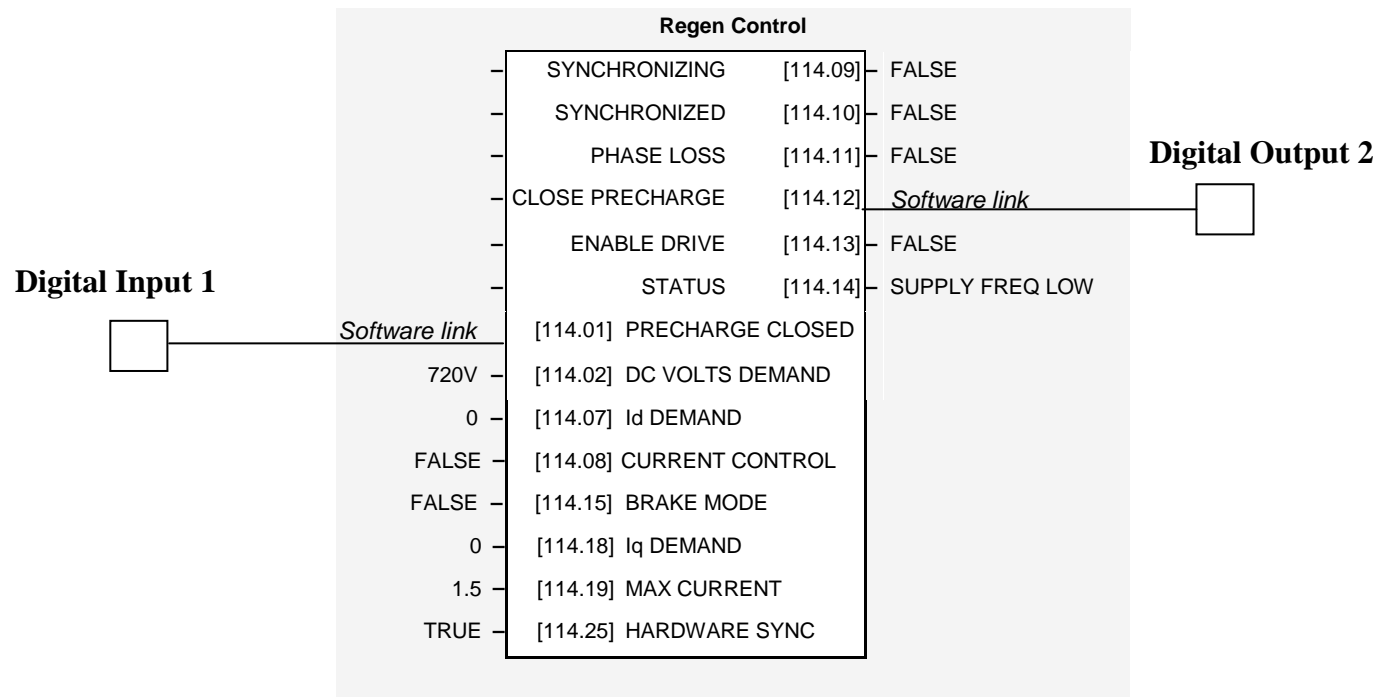 Regen Control
– SYNCHRONIZING [114.09] – FALSE
– SYNCHRONIZED [114.10] – FALSE
– PHASE LOSS [114.11] – FALSE
Digital Output 2
– CLOSE PRECHARGE [114.12] Software link
– ENABLE DRIVE [114.13] – FALSE
Digital Input 1
– STATUS [114.14] – SUPPLY FREQ LOW
Software link [114.01] PRECHARGE CLOSED
720V – [114.02] DC VOLTS DEMAND
0 – [114.07] Id DEMAND
FALSE – [114.08] CURRENT CONTROL
FALSE – [114.15] BRAKE MODE
0 – [114.18] Iq DEMAND
1.5 – [114.19] MAX CURRENT
TRUE – [114.25] HARDWARE SYNC